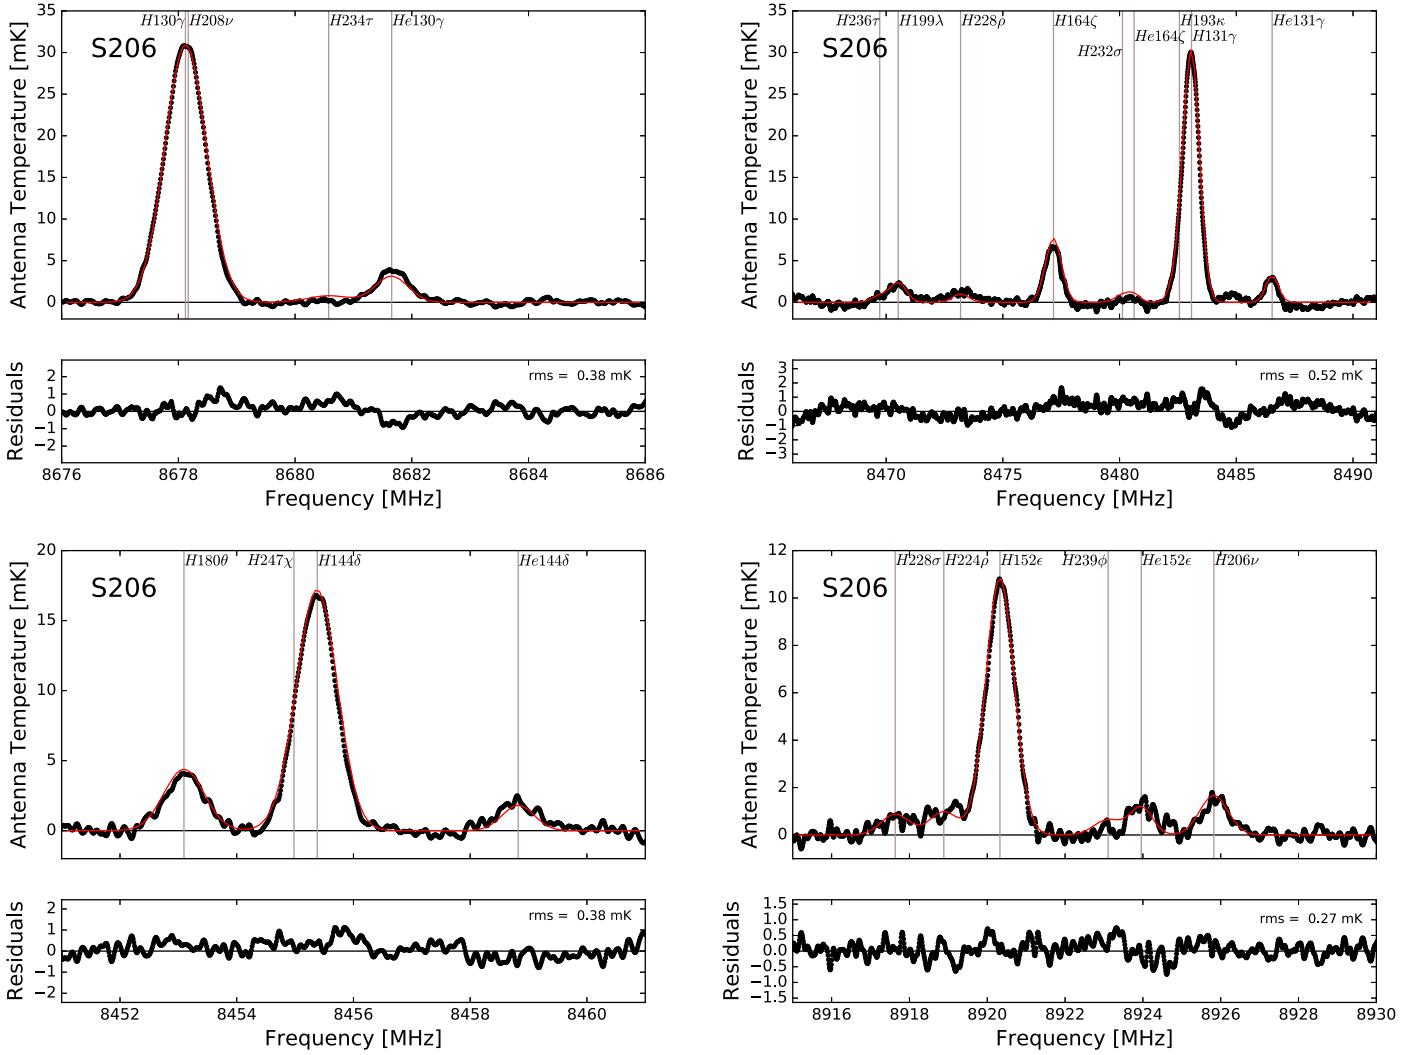 H130γ H208ν H234τ He130γ
S206
Antenna Temperature [mK]
35
30
25
20
15
10
5
0
Residuals
2
1
0
−1
−2
rms = 0.38 mK
8676 8678 8680 8682 8684 8686
Frequency [MHz]
H236τ H199λ H228ρ H164ζ H193κ He131γ
He164ζ H131γ
H232σ
S206
Antenna Temperature [mK]
35
30
25
20
15
10
5
0
Residuals
3
2
1
0
−1
−2
−3
rms = 0.52 mK
8470 8475 8480 8485 8490
Frequency [MHz]
H180θ H247χ H144δ He144δ
S206
Antenna Temperature [mK]
20
15
10
5
0
Residuals
2
1
0
−1
−2
rms = 0.38 mK
8452 8454 8456 8458 8460
Frequency [MHz]
H228σ H224ρ H152ϵ H239ϕ He152ϵ H206ν
S206
Antenna Temperature [mK]
12
10
8
6
4
2
0
Residuals
1.5
1.0
0.5
0.0
−0.5
−1.0
−1.5
rms = 0.27 mK
8916 8918 8920 8922 8924 8926 8928 8930
Frequency [MHz]